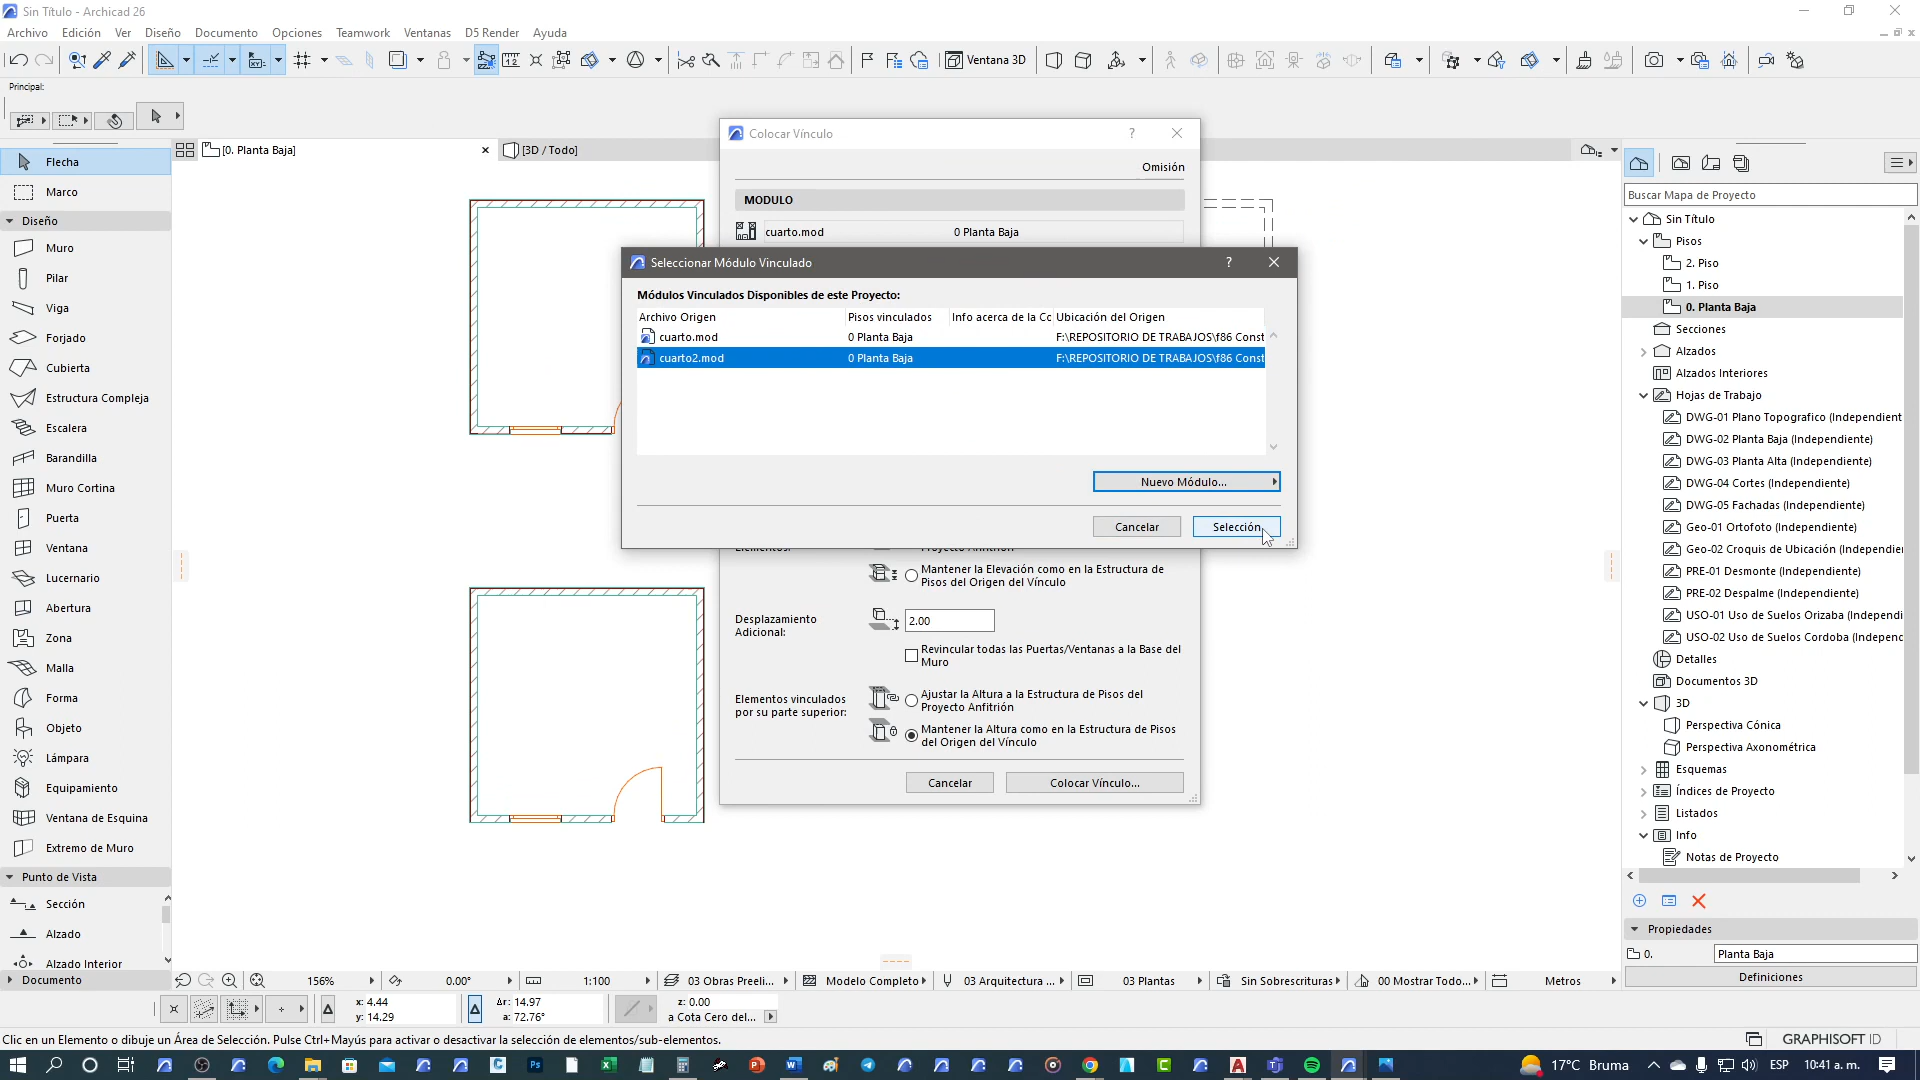 Sin Título - Archicad 26
Archivo Edición Ver Diseño Documento Opciones Teamwork Ventanas D5 Render Ayuda
Ventana 3D
Principal:
[0. Planta Baja]
[3D / Todo]
Flecha
Marco
Diseño
Muro
Pilar
Viga
Forjado
Cubierta
Estructura Compleja
Escalera
Barandilla
Muro Cortina
Puerta
Ventana
Lucernario
Abertura
Zona
Malla
Forma
Objeto
Lámpara
Equipamiento
Ventana de Esquina
Extremo de Muro
Punto de Vista
Sección
Alzado
Alzado Interior
Documento
Colocar Vínculo
?
Omisión
MODULO
cuarto.mod 0 Planta Baja
Seleccionar Módulo Vinculado
?
Módulos Vinculados Disponibles de este Proyecto:
Archivo Origen Pisos vinculados Info acerca de la Cc Ubicación del Origen
cuarto.mod 0 Planta Baja F:\REPOSITORIO DE TRABAJOS\f86 Const
cuarto2.mod 0 Planta Baja F:\REPOSITORIO DE TRABAJOS\f86 Const
Nuevo Módulo...
Cancelar Selección
Elementos: Proyecto Anfitrión
Mantener la Elevación como en la Estructura de
Pisos del Origen del Vínculo
Desplazamiento
Adicional:
2.00
Revincular todas las Puertas/Ventanas a la Base del
Muro
Elementos vinculados
por su parte superior:
Ajustar la Altura a la Estructura de Pisos del
Proyecto Anfitrión
Mantener la Altura como en la Estructura de Pisos
del Origen del Vínculo
Cancelar Colocar Vínculo...
Buscar Mapa de Proyecto
Sin Título
Pisos
2. Piso
1. Piso
0. Planta Baja
Secciones
Alzados
Alzados Interiores
Hojas de Trabajo
DWG-01 Plano Topografico (Independient
DWG-02 Planta Baja (Independiente)
DWG-03 Planta Alta (Independiente)
DWG-04 Cortes (Independiente)
DWG-05 Fachadas (Independiente)
Geo-01 Ortofoto (Independiente)
Geo-02 Croquis de Ubicación (Independie
PRE-01 Desmonte (Independiente)
PRE-02 Despalme (Independiente)
USO-01 Uso de Suelos Orizaba (Independi
USO-02 Uso de Suelos Cordoba (Indepenc
Detalles
Documentos 3D
3D
Perspectiva Cónica
Perspectiva Axonométrica
Esquemas
Índices de Proyecto
Listados
Info
Notas de Proyecto
Propiedades
0. Planta Baja
Definiciones
156% 0.00° 1:100 03 Obras Preeli... Modelo Completo 03 Arquitectura ... 03 Plantas Sin Sobrescrituras 00 Mostrar Todo... Metros
x: 4.44 Δr: 14.97 z: 0.00
y: 14.29 a: 72.76° a Cota Cero del...
Clic en un Elemento o dibuje un Área de Selección. Pulse Ctrl+Mayús para activar o desactivar la selección de elementos/sub-elementos.
GRAPHISOFT ID
17°C Bruma ESP 10:41 a. m.